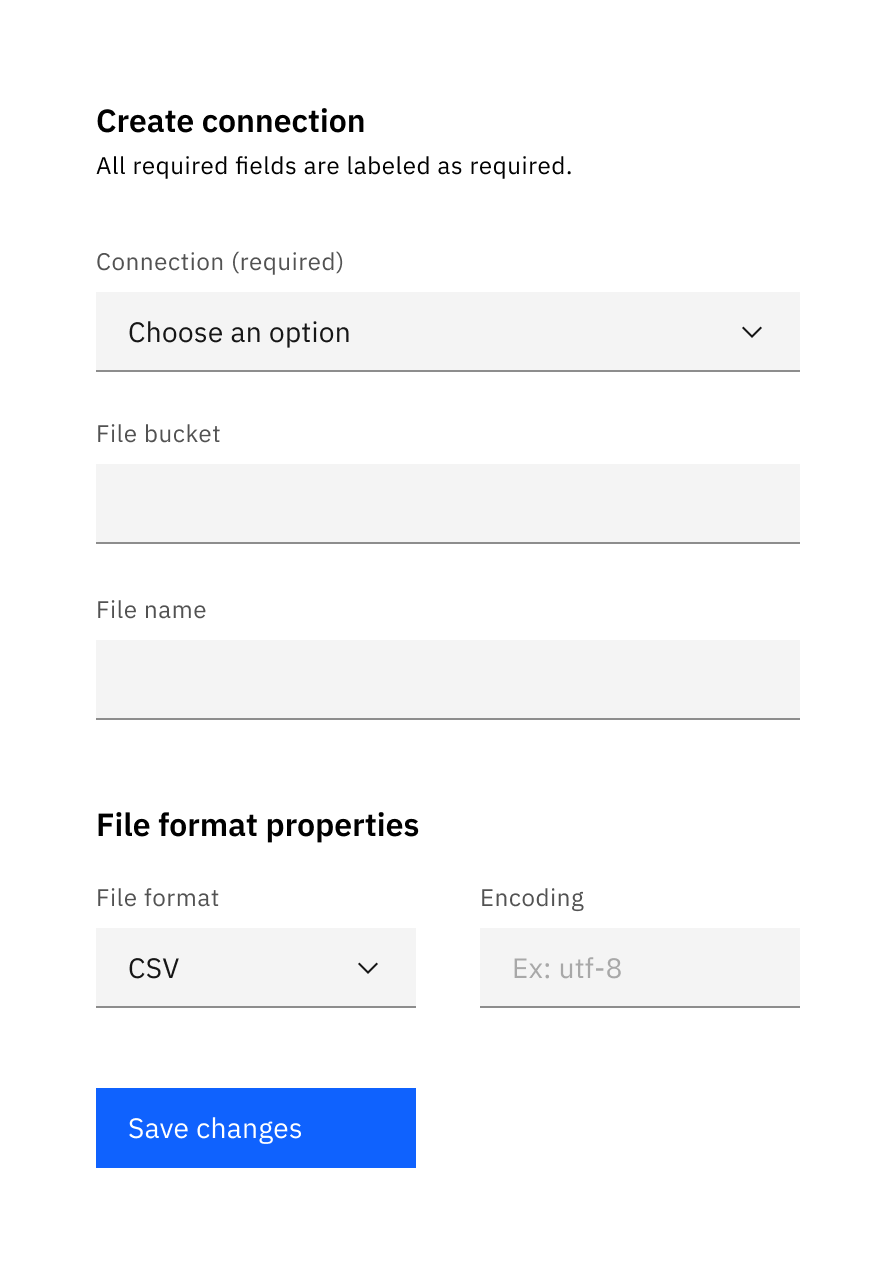 Create connection
All required fields are labeled as required.
Connection (required)
Choose an option
File bucket
File name
File format properties
File format
Encoding
CSV
Ex: utf-8
Save changes